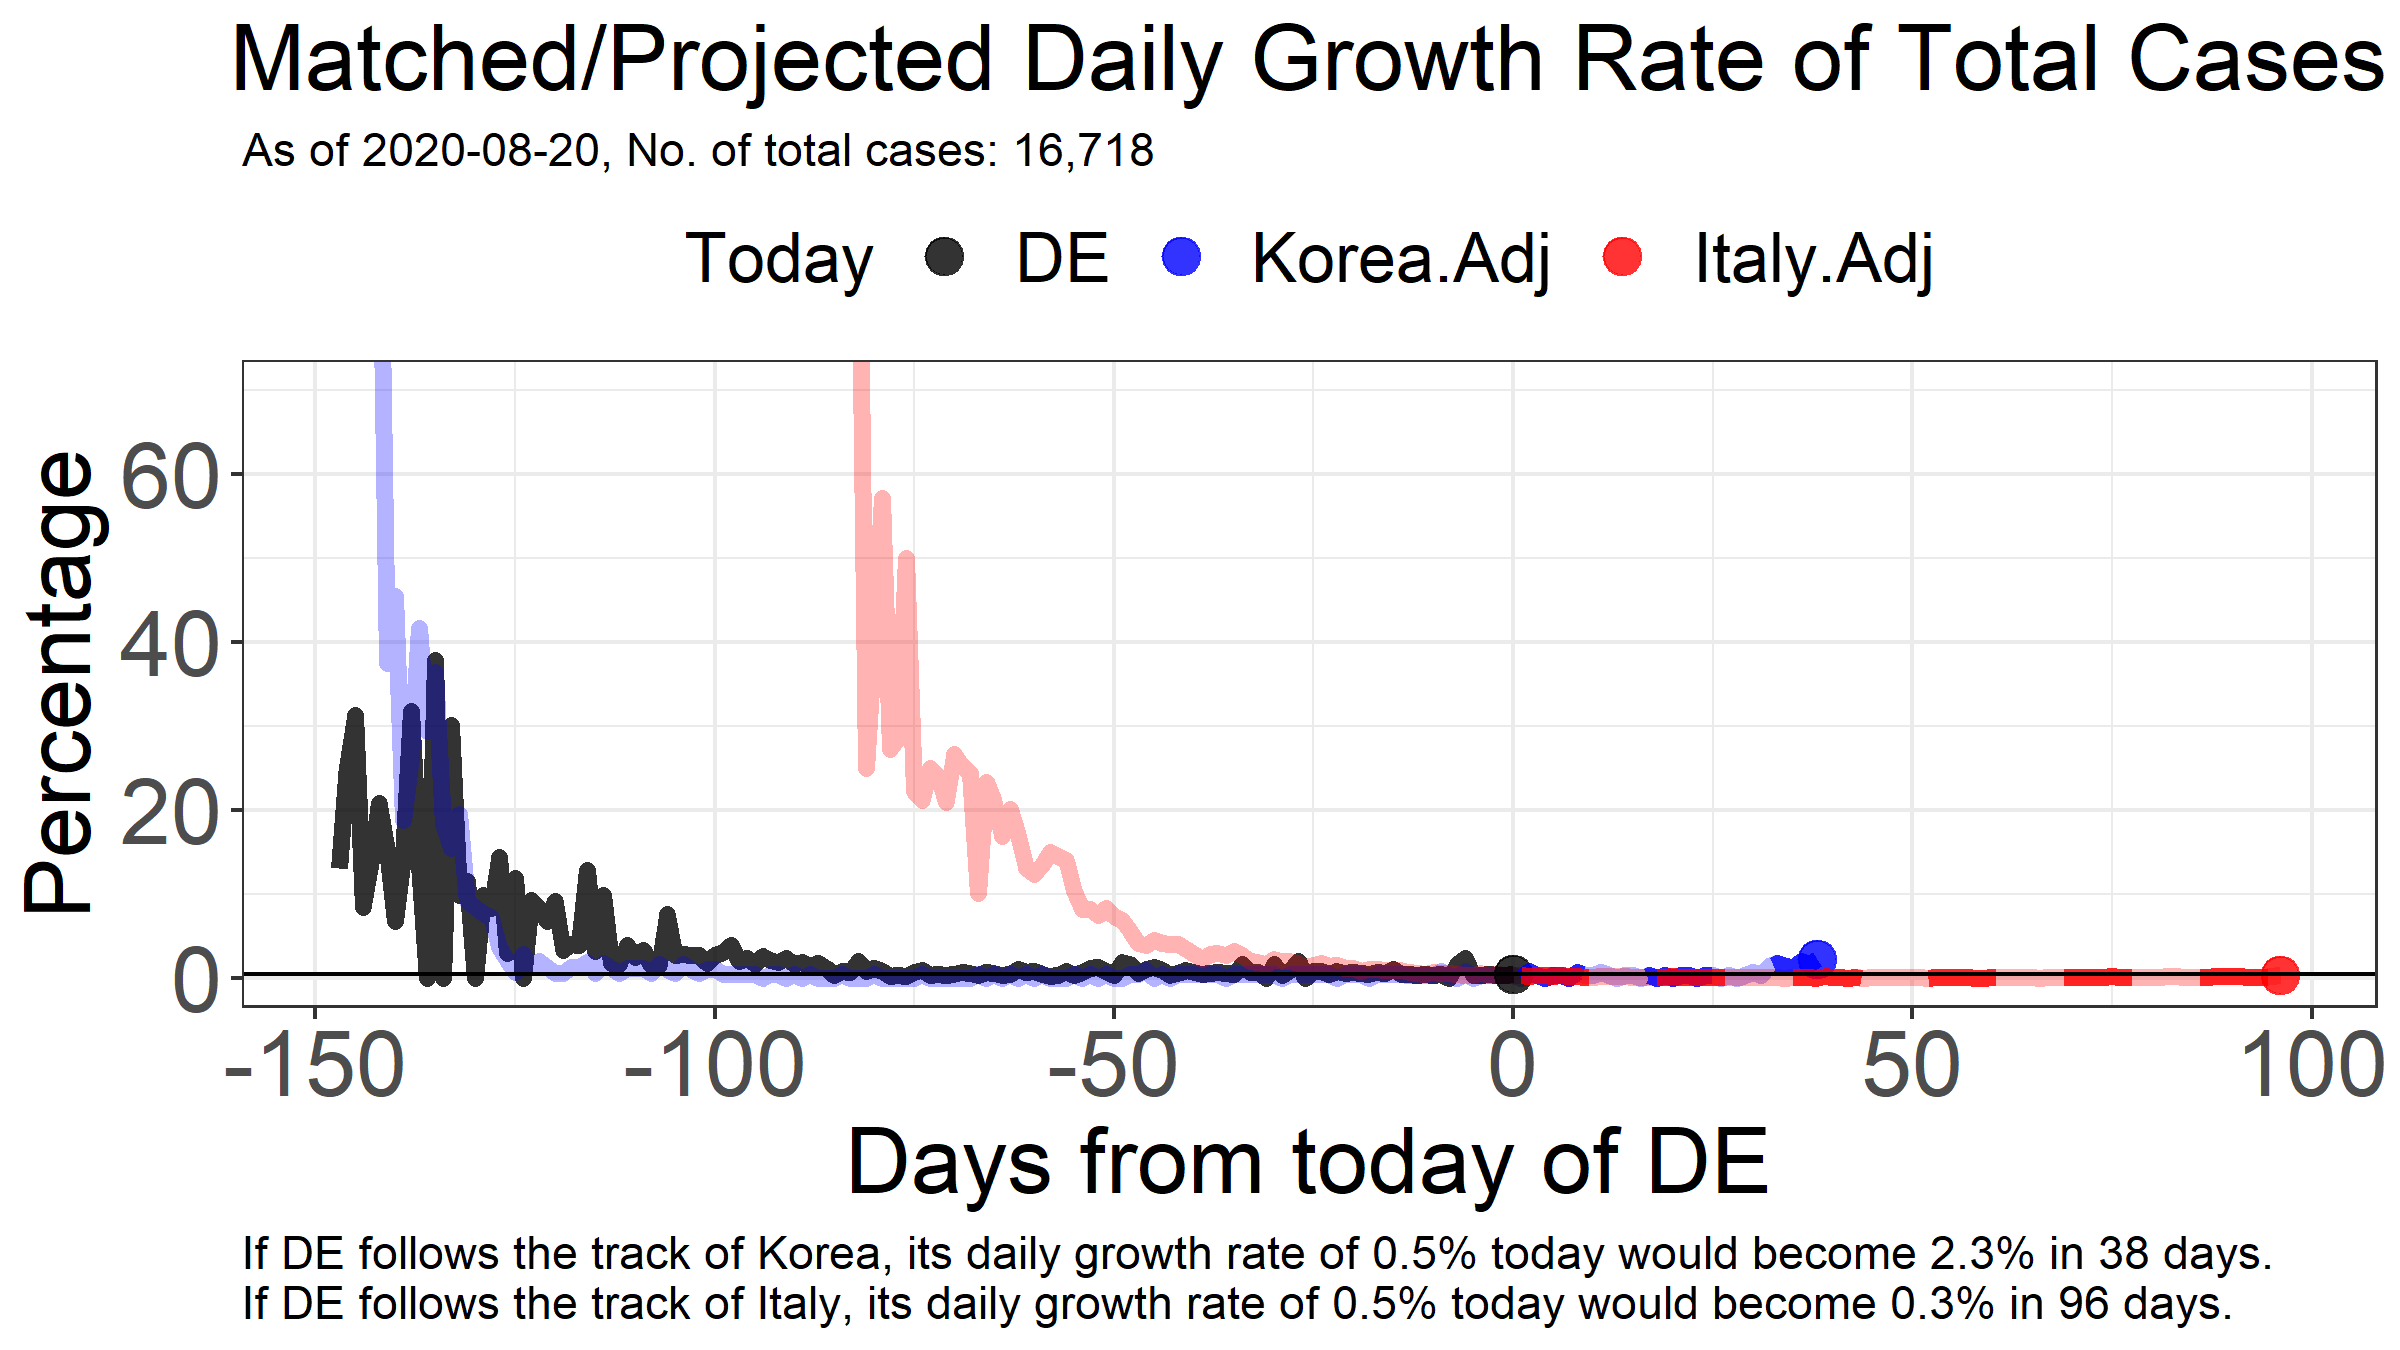 Matched/Projected Daily Growth Rate of Total Cases
As of 2020-08-20, No. of total cases: 16,718
Today DE Korea.Adj Italy.Adj
Percentage
60
40
20
0
-150 -100 -50 0 50 100
Days from today of DE
If DE follows the track of Korea, its daily growth rate of 0.5% today would become 2.3% in 38 days.
If DE follows the track of Italy, its daily growth rate of 0.5% today would become 0.3% in 96 days.